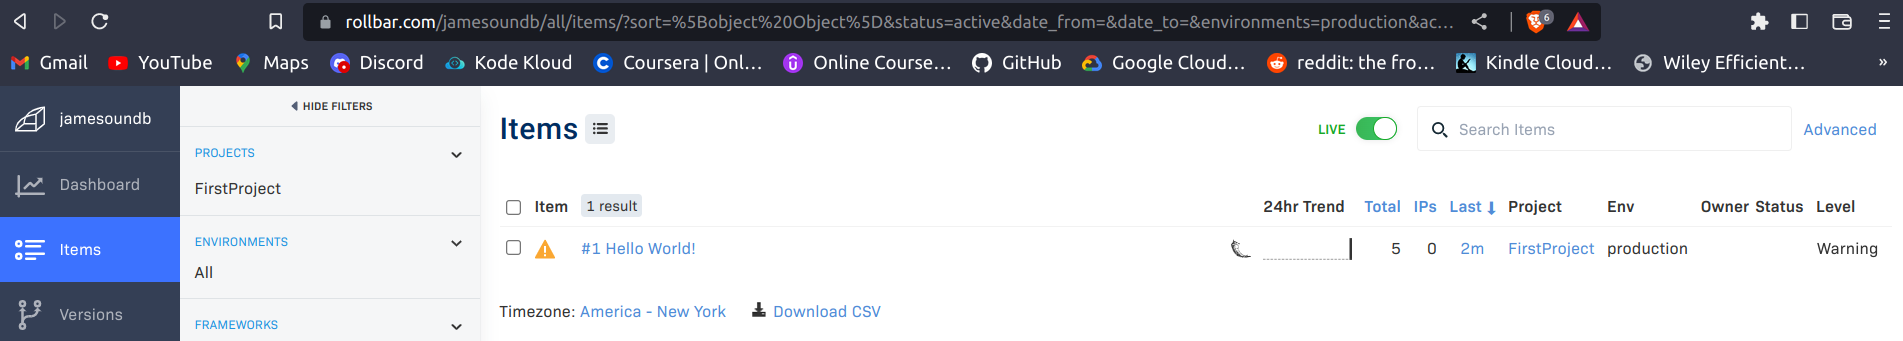 rollbar.com/jamesoundb/all/items/?sort=%5Bobject%20Object%5D&status=active&date_from=&date_to=&environments=production&ac... 6
Gmail YouTube Maps Discord Kode Kloud Coursera | Onl... Online Course... GitHub Google Cloud... reddit: the fro... Kindle Cloud... Wiley Efficient... »
jamesoundb
Dashboard
Items
Versions
HIDE FILTERS
PROJECTS
FirstProject
ENVIRONMENTS
All
FRAMEWORKS
Items LIVE Search Items Advanced
Item 1 result 24hr Trend Total IPs Last Project Env Owner Status Level
#1 Hello World! 5 0 2m FirstProject production Warning
Timezone: America - New York Download CSV